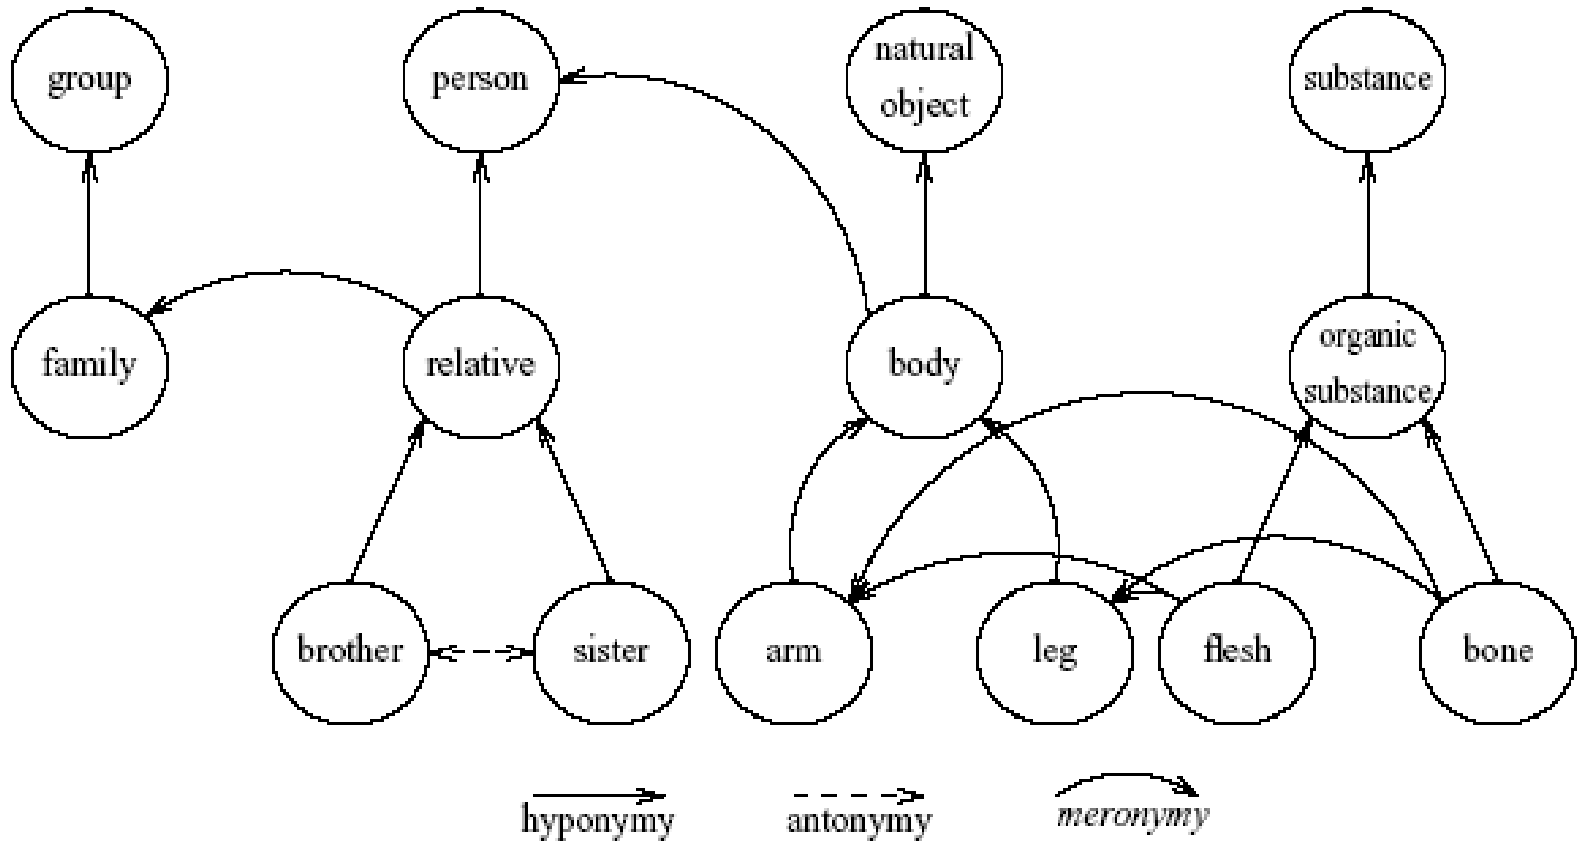 group
person
natural
object
substance
family
relative
body
organic
substance
brother
sister
arm
leg
flesh
bone
hyponymy
antonymy
meronymy